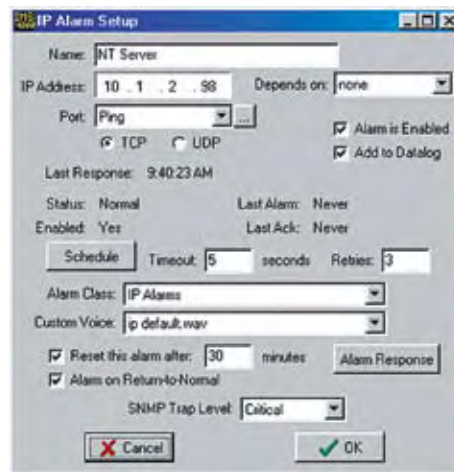 IP Alarm Setup
Name: NT Server
IP Address: 10 . 1 . 2 . 98 Depends on: none
Port: Ping ...
TCP UDP
Alarm is Enabled
Add to Datalog
Last Response: 9:40:23 AM
Status: Normal Last Alarm: Never
Enabled: Yes Last Ack: Never
Schedule Timeout: 5 seconds Retries: 3
Alarm Class: IP Alarms
Custom Voice: ip default.wav
Reset this alarm after: 30 minutes Alarm Response
Alarm on Return-to-Normal
SNMP Trap Level: Critical
Cancel OK